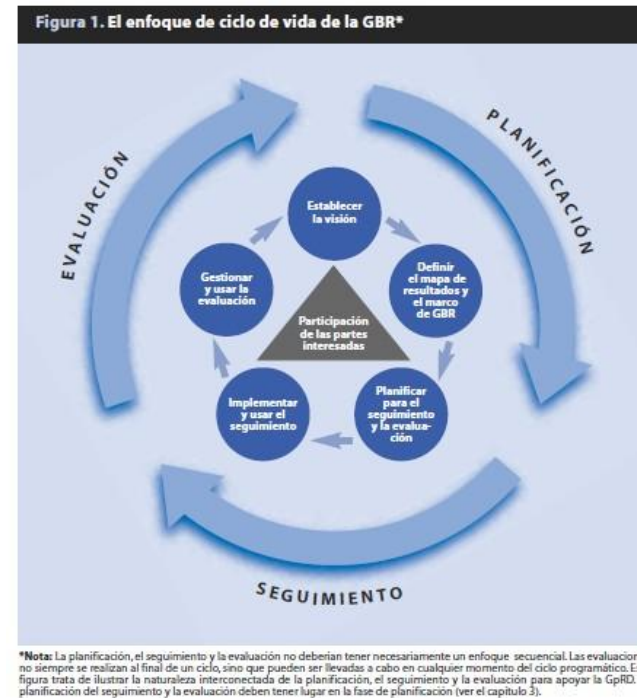 Figura 1. El enfoque de ciclo de vida de la GBR*
EVALUACIÓN
PLANIFICACIÓN
Establecer
la visión
Gestionar
y usar la
evaluación
Definir
el mapa de
resultados y
el marco
de GBR
Participación
de las partes
interesadas
Implementar
y usar el
seguimiento
Planificar
para el
seguimiento
y la evalua-
ción
SEGUIMIENTO
*Nota: La planificación, el seguimiento y la evaluación no deberían tener necesariamente un enfoque secuencial. Las evaluacion
no siempre se realizan al final de un ciclo, sino que pueden ser llevadas a cabo en cualquier momento del ciclo programático. E
figura trata de ilustrar la naturaleza interconectada de la planificación, el seguimiento y la evaluación para apoyar la GpRD.
planificación del seguimiento y la evaluación deben tener lugar en la fase de planificación (ver el capítulo 3).